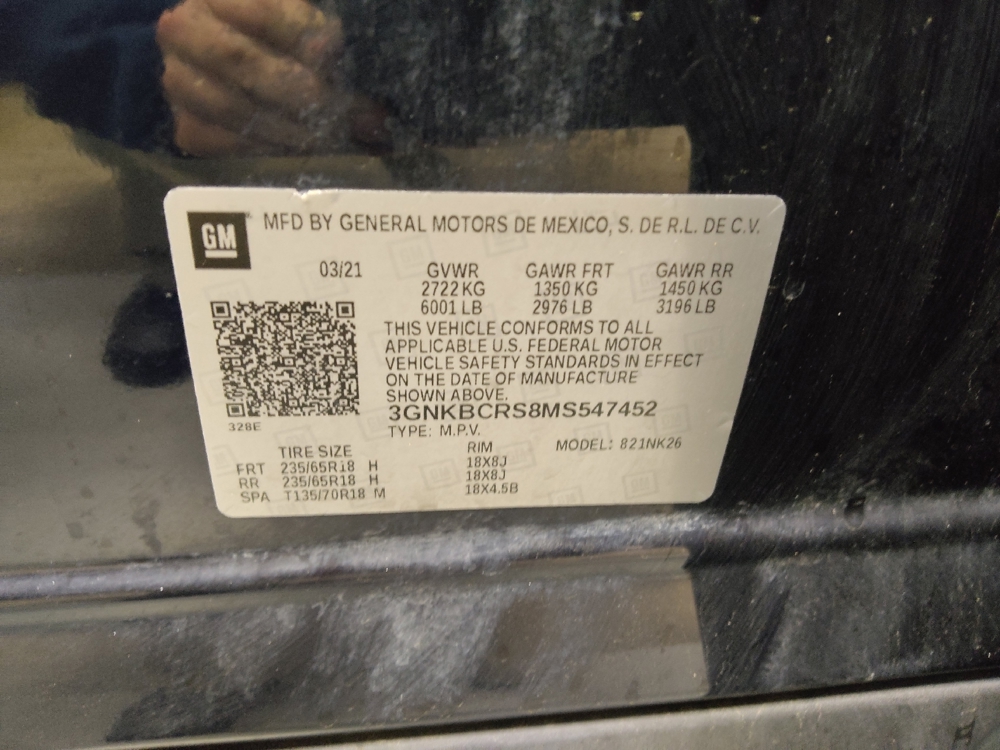 GM
MFD BY GENERAL MOTORS DE MEXICO, S. DE R.L. DE C.V.
03/21 GVWR GAWR FRT GAWR RR
2722 KG 1350 KG 1450 KG
6001 LB 2976 LB 3196 LB
THIS VEHICLE CONFORMS TO ALL
APPLICABLE U.S. FEDERAL MOTOR
VEHICLE SAFETY STANDARDS IN EFFECT
ON THE DATE OF MANUFACTURE
SHOWN ABOVE.
3GNKBCRS8MS547452
328E
TYPE: M.P.V. MODEL: 821NK26
TIRE SIZE RIM
FRT 235/65R18 H 18X8J
RR 235/65R18 H 18X8J
SPA T135/70R18 M 18X4.5B